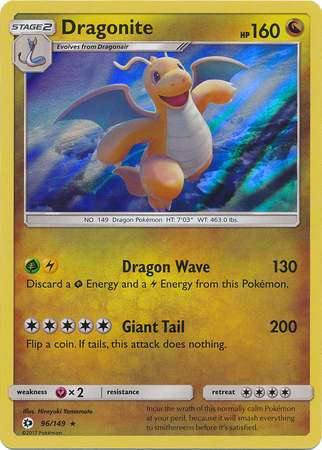 STAGE 2 Dragonite HP 160
Evolves from Dragonair
NO. 149 Dragon Pokémon HT: 7'03" WT: 463.0 lbs.
Dragon Wave 130
Discard a Energy and a Energy from this Pokémon.
Giant Tail 200
Flip a coin. If tails, this attack does nothing.
weakness × 2 resistance retreat
Illus. Hiroyuki Yamamoto
96/149 ★
©2017 Pokémon
Incur the wrath of this normally calm Pokémon
at your peril, because it will smash everything
to smithereens before it's satisfied.